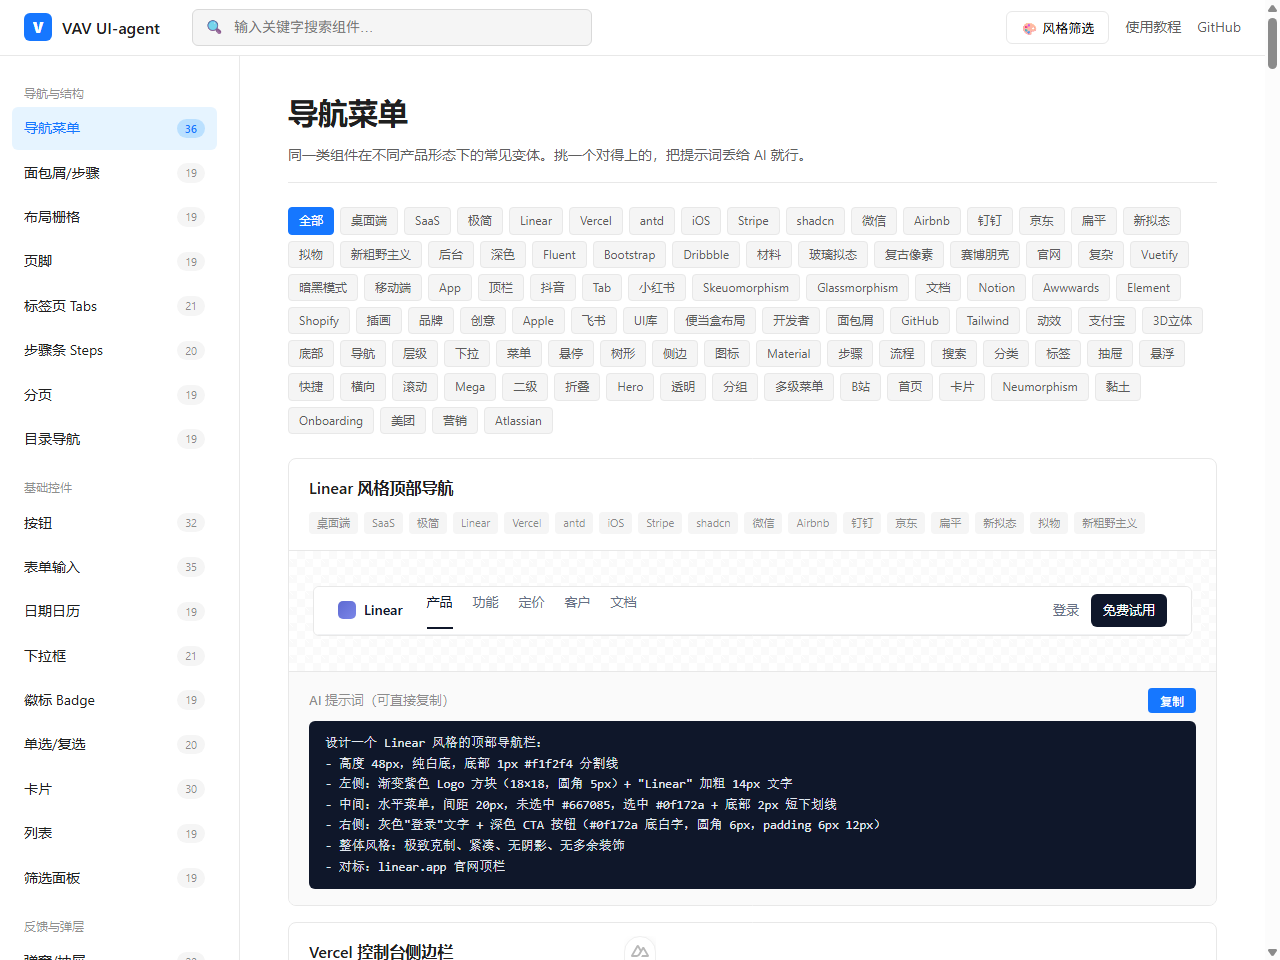 V VAV UI-agent
输入关键字搜索组件...
风格筛选
使用教程
GitHub
导航与结构
导航菜单 36
面包屑/步骤 19
布局栅格 19
页脚 19
标签页 Tabs 21
步骤条 Steps 20
分页 19
目录导航 19
基础控件
按钮 32
表单输入 35
日期日历 19
下拉框 21
徽标 Badge 19
单选/复选 20
卡片 30
列表 19
筛选面板 19
反馈与弹层
导航菜单
同一类组件在不同产品形态下的常见变体。挑一个对得上的，把提示词丢给 AI 就行。
全部 桌面端 SaaS 极简 Linear Vercel antd iOS Stripe shadcn 微信 Airbnb 钉钉 京东 扁平 新拟态
拟物 新粗野主义 后台 深色 Fluent Bootstrap Dribbble 材料 玻璃拟态 复古像素 赛博朋克 官网 复杂 Vuetify
暗黑模式 移动端 App 顶栏 抖音 Tab 小红书 Skeuomorphism Glassmorphism 文档 Notion Awwwards Element
Shopify 插画 品牌 创意 Apple 飞书 UI库 便当盒布局 开发者 面包屑 GitHub Tailwind 动效 支付宝 3D立体
底部 导航 层级 下拉 菜单 悬停 树形 侧边 图标 Material 步骤 流程 搜索 分类 标签 抽屉 悬浮
快捷 横向 滚动 Mega 二级 折叠 Hero 透明 分组 多级菜单 B站 首页 卡片 Neumorphism 黏土
Onboarding 美团 营销 Atlassian
Linear 风格顶部导航
桌面端 SaaS 极简 Linear Vercel antd iOS Stripe shadcn 微信 Airbnb 钉钉 京东 扁平 新拟态 拟物 新粗野主义
Linear 产品 功能 定价 客户 文档 登录 免费试用
AI 提示词（可直接复制） 复制
设计一个 Linear 风格的顶部导航栏：
- 高度 48px，纯白底，底部 1px #f1f2f4 分割线
- 左侧：渐变紫色 Logo 方块（18×18，圆角 5px）+ "Linear" 加粗 14px 文字
- 中间：水平菜单，间距 20px，未选中 #667085，选中 #0f172a + 底部 2px 短下划线
- 右侧：灰色"登录"文字 + 深色 CTA 按钮（#0f172a 底白字，圆角 6px，padding 6px 12px）
- 整体风格：极致克制、紧凑、无阴影、无多余装饰
- 对标：linear.app 官网顶栏
Vercel 控制台侧边栏